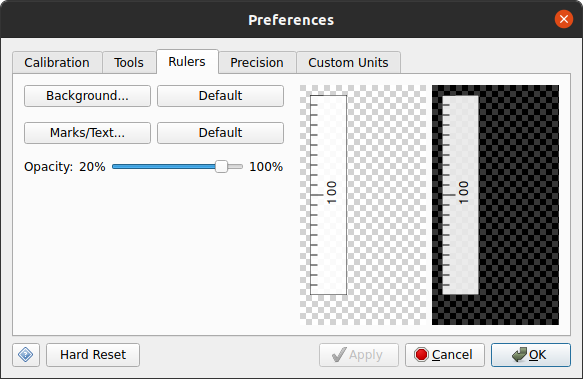 Preferences
Calibration Tools Rulers Precision Custom Units
Background... Default
Marks/Text... Default
Opacity: 20% 100%
100
100
Hard Reset Apply Cancel OK